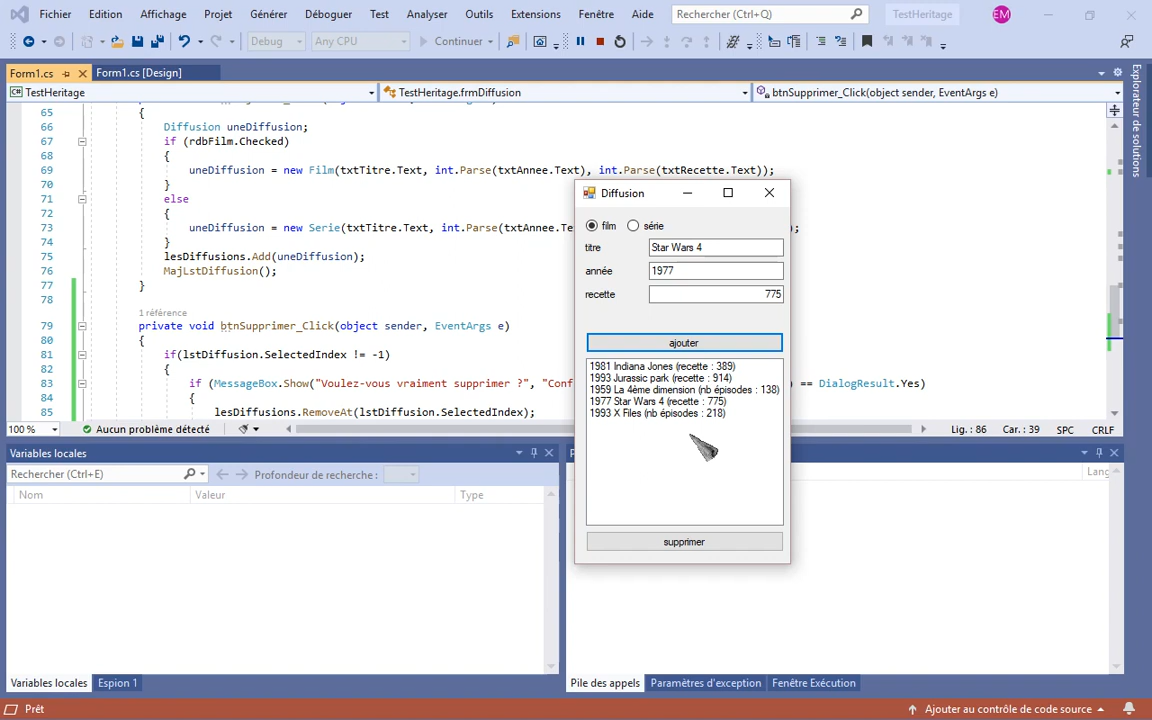 Fichier Edition Affichage Projet Générer Déboguer Test Analyser Outils Extensions Fenêtre Aide Rechercher (Ctrl+Q) TestHeritage EM
Debug Any CPU Continuer
Form1.cs Form1.cs [Design]
TestHeritage TestHeritage.frmDiffusion btnSupprimer_Click(object sender, EventArgs e)
65 {
66 Diffusion uneDiffusion;
67 if (rdbFilm.Checked)
68 {
69 uneDiffusion = new Film(txtTitre.Text, int.Parse(txtAnnee.Text), int.Parse(txtRecette.Text));
70 }
71 else
72 {
73 uneDiffusion = new Serie(txtTitre.Text, int.Parse(txtAnnee.Te ;
74 }
75 lesDiffusions.Add(uneDiffusion);
76 MajLstDiffusion();
77 }
78
1 référence
79 private void btnSupprimer_Click(object sender, EventArgs e)
80 {
81 if(lstDiffusion.SelectedIndex != -1)
82 {
83 if (MessageBox.Show("Voulez-vous vraiment supprimer ?", "Conf ) == DialogResult.Yes)
84 {
85 lesDiffusions.RemoveAt(lstDiffusion.SelectedIndex);
100 % Aucun problème détecté Lig. : 86 Car. : 39 SPC CRLF
Diffusion
film série
titre Star Wars 4
année 1977
recette 775
ajouter
1981 Indiana Jones (recette : 389)
1993 Jurassic park (recette : 914)
1959 La 4ème dimension (nb épisodes : 138)
1977 Star Wars 4 (recette : 775)
1993 X Files (nb épisodes : 218)
supprimer
Explorateur de solutions
Variables locales
Rechercher (Ctrl+E) Profondeur de recherche :
Nom Valeur Type
Lang
Variables locales Espion 1
Pile des appels Paramètres d'exception Fenêtre Exécution
Prêt Ajouter au contrôle de code source